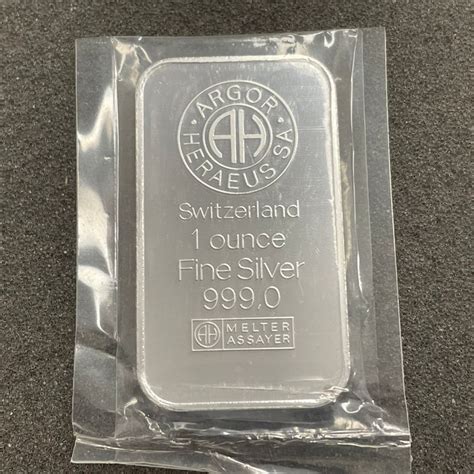 ARGOR
AH
HERAEUS SA
Switzerland
1 ounce
Fine Silver
999,0
AH MELTER
ASSAYER